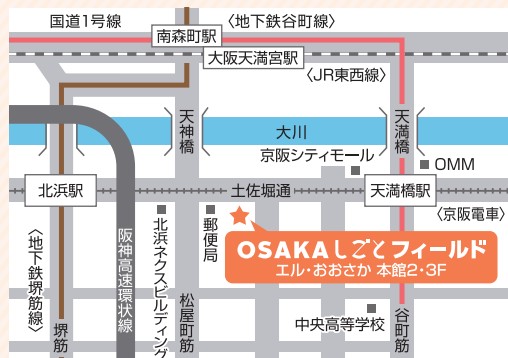 国道1号線
〈地下鉄谷町線〉
南森町駅
大阪天満宮駅
〈JR東西線〉
天神橋
大川
天満橋
京阪シティモール
OMM
北浜駅
土佐堀通
天満橋駅
〈京阪電車〉
〈地下鉄堺筋線〉
阪神高速環状線
北浜ネクスビルディング
郵便局
OSAKAしごとフィールド
エル・おおさか 本館2・3F
松屋町筋
中央高等学校
堺筋
谷町筋